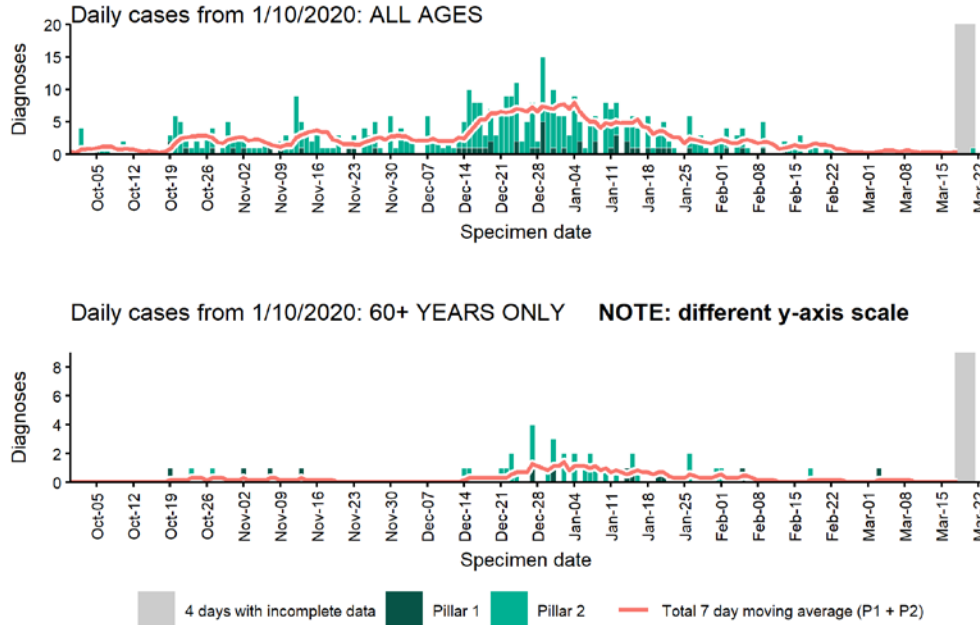 Daily cases from 1/10/2020: ALL AGES
20
15
10
5
0
Diagnoses
Oct-05 Oct-12 Oct-19 Oct-26 Nov-02 Nov-09 Nov-16 Nov-23 Nov-30 Dec-07 Dec-14 Dec-21 Dec-28 Jan-04 Jan-11 Jan-18 Jan-25 Feb-01 Feb-08 Feb-15 Feb-22 Mar-01 Mar-08 Mar-15 Mar-22
Specimen date
Daily cases from 1/10/2020: 60+ YEARS ONLY NOTE: different y-axis scale
8
6
4
2
0
Diagnoses
Oct-05 Oct-12 Oct-19 Oct-26 Nov-02 Nov-09 Nov-16 Nov-23 Nov-30 Dec-07 Dec-14 Dec-21 Dec-28 Jan-04 Jan-11 Jan-18 Jan-25 Feb-01 Feb-08 Feb-15 Feb-22 Mar-01 Mar-08 Mar-15 Mar-22
Specimen date
4 days with incomplete data Pillar 1 Pillar 2 Total 7 day moving average (P1 + P2)